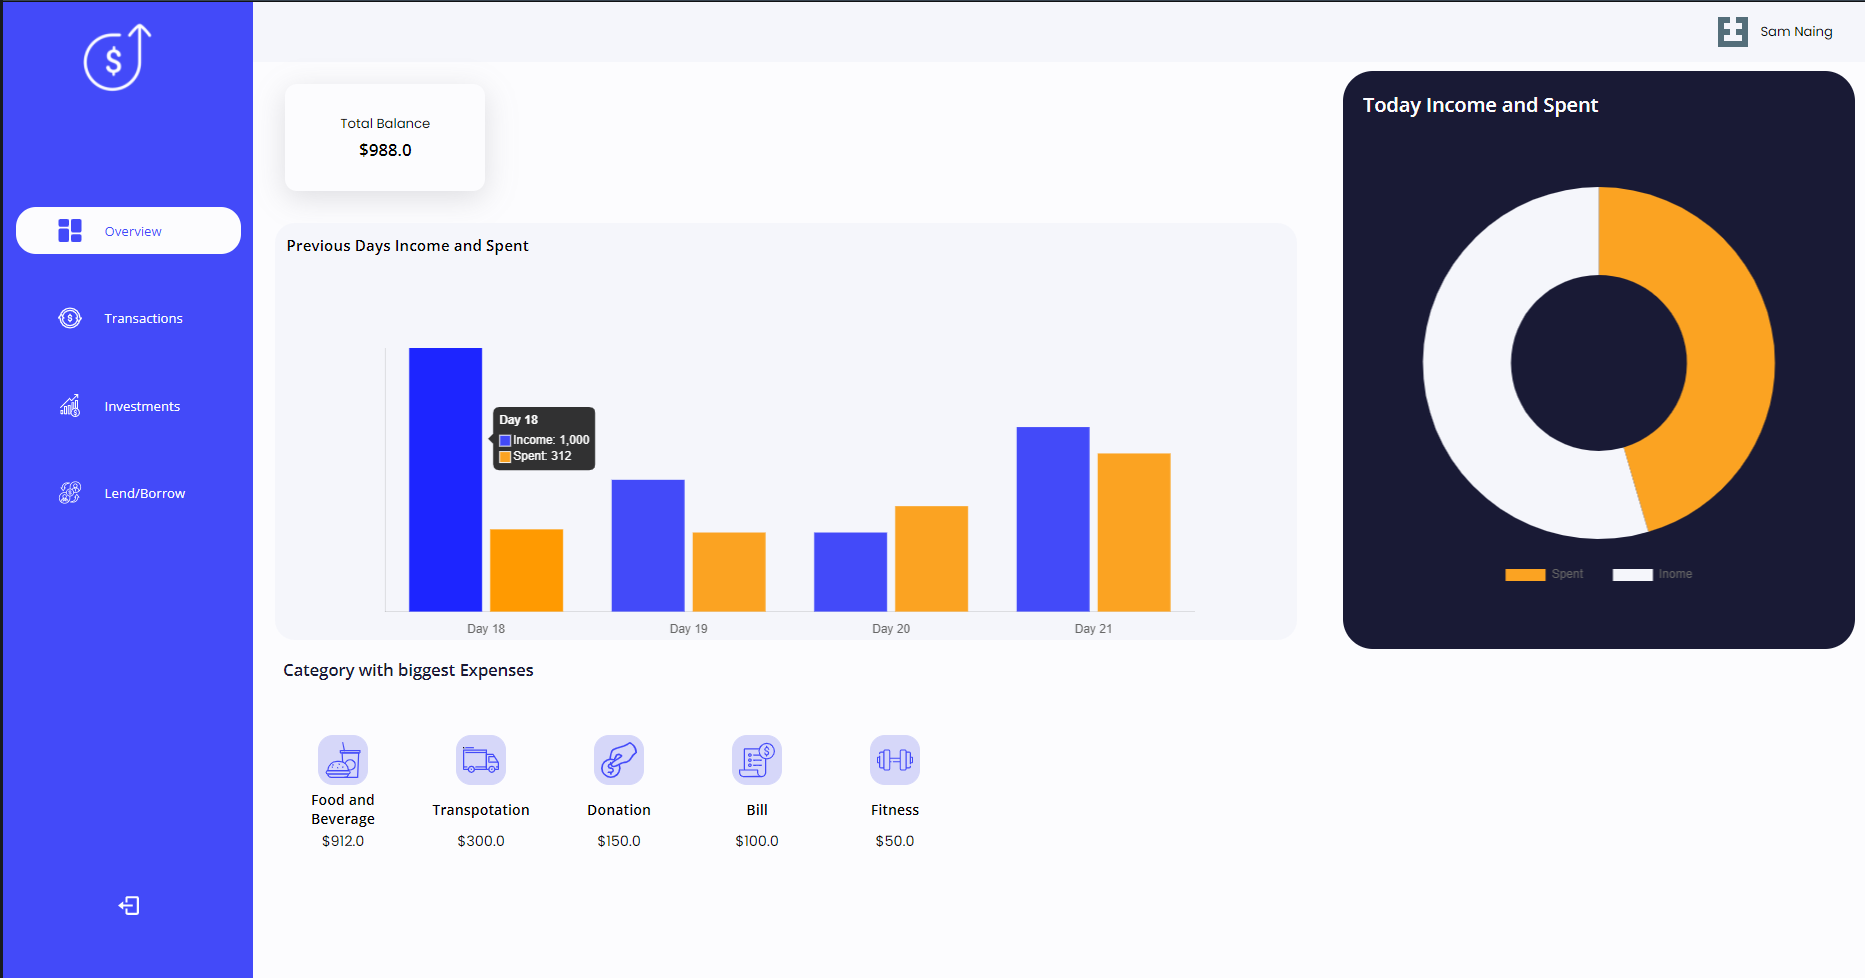 $
Sam Naing
Total Balance
$988.0
Today Income and Spent
Overview
Previous Days Income and Spent
Transactions
Investments
Lend/Borrow
Day 18
Income: 1,000
Spent: 312
Day 18
Day 19
Day 20
Day 21
Spent
Inome
Category with biggest Expenses
Food and
Beverage
$912.0
Transpotation
$300.0
Donation
$150.0
Bill
$100.0
Fitness
$50.0